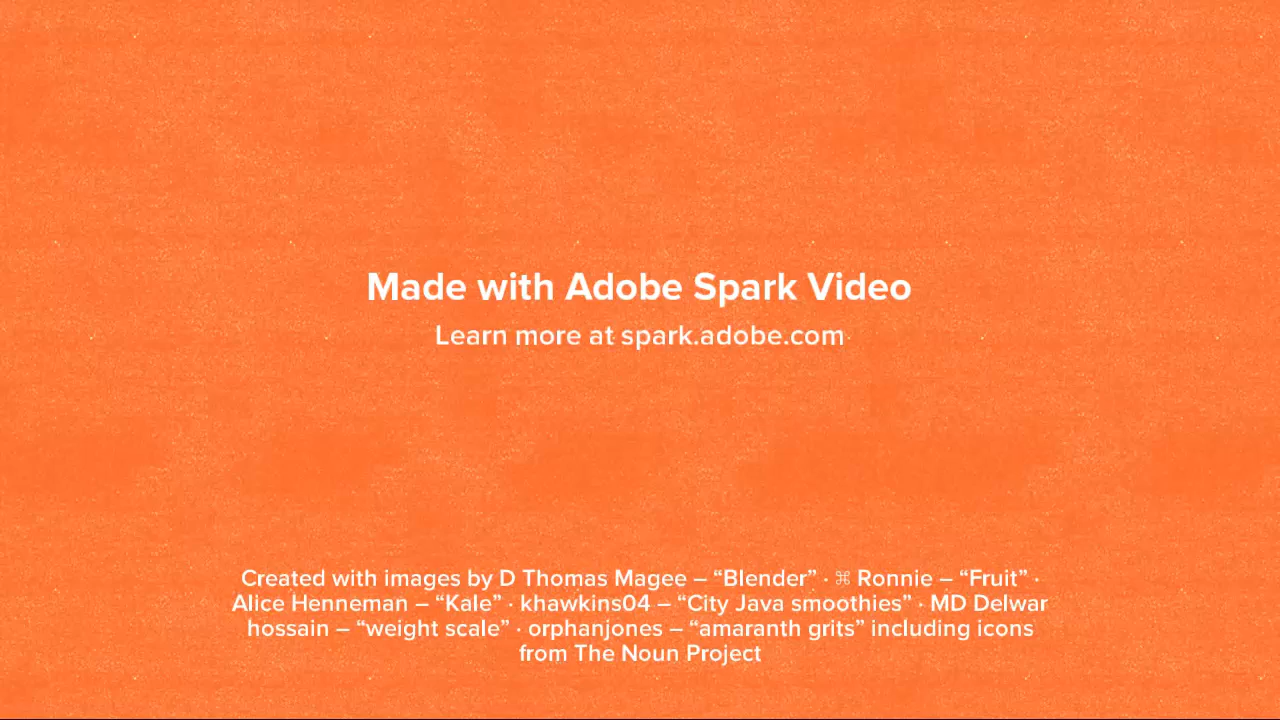 Made with Adobe Spark Video
Learn more at spark.adobe.com
Created with images by D Thomas Magee – “Blender” · ⌘ Ronnie – “Fruit” ·
Alice Henneman – “Kale” · khawkins04 – “City Java smoothies” · MD Delwar
hossain – “weight scale” · orphanjones – “amaranth grits” including icons
from The Noun Project